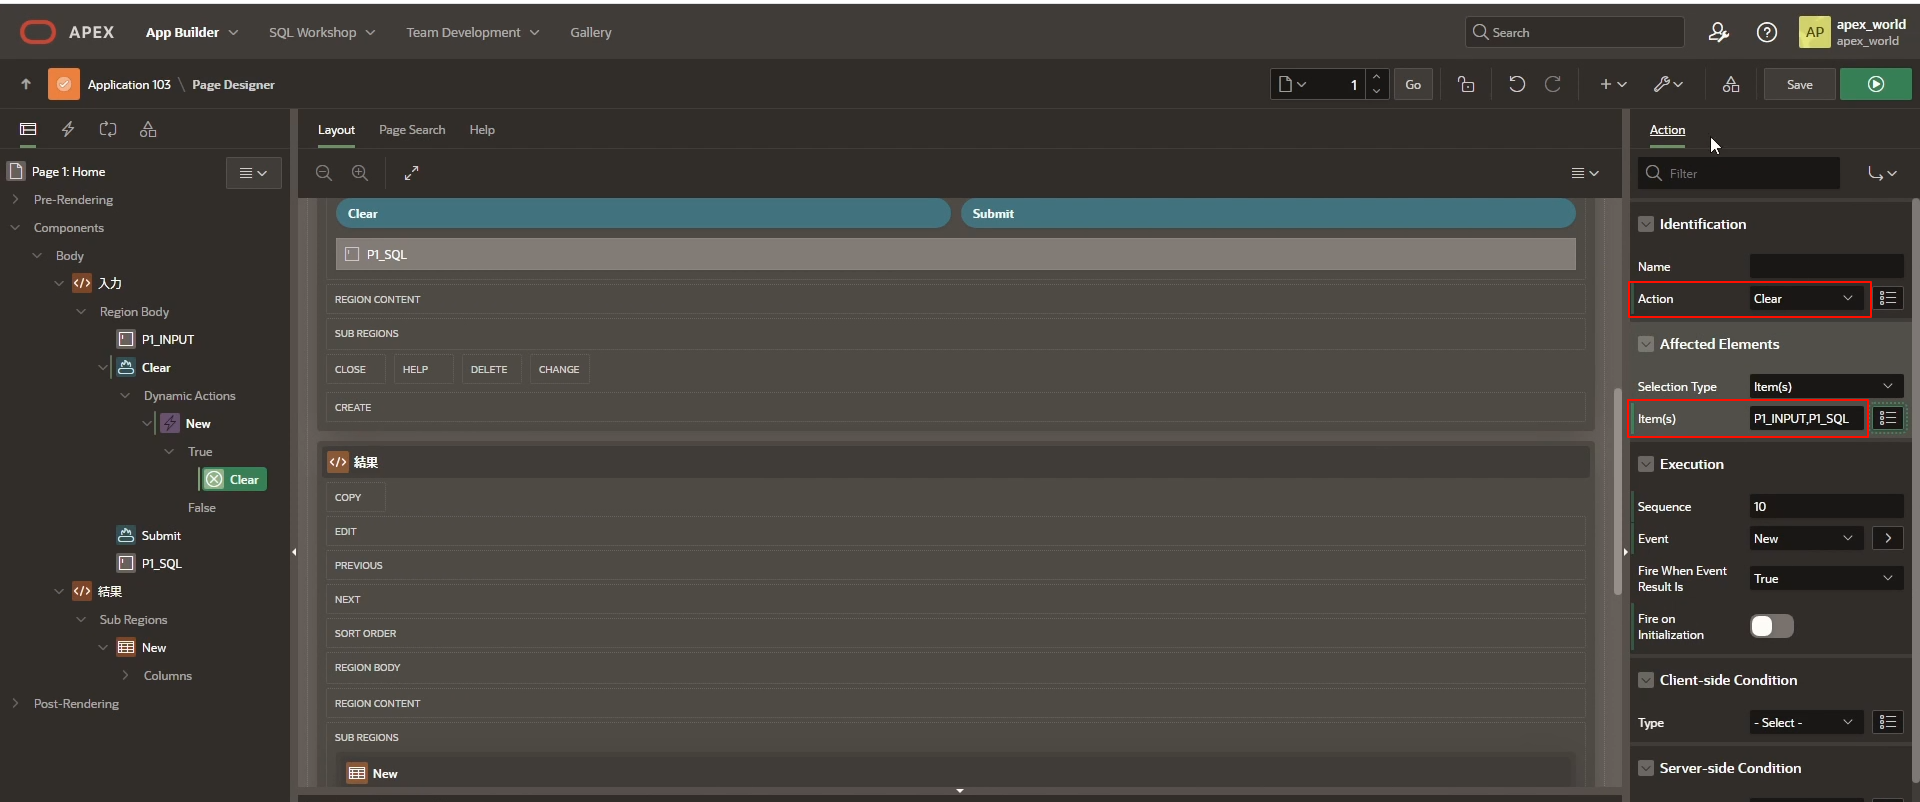 APEX
App Builder
SQL Workshop
Team Development
Gallery
Search
AP
apex_world
apex_world
Application 103 \ Page Designer
1
Go
Save
Layout
Page Search
Help
Action
Page 1: Home
Filter
Pre-Rendering
Components
Body
入力
Region Body
P1_INPUT
Clear
Dynamic Actions
New
True
Clear
False
Submit
P1_SQL
結果
Sub Regions
New
Columns
Post-Rendering
Clear
Submit
P1_SQL
REGION CONTENT
SUB REGIONS
CLOSE
HELP
DELETE
CHANGE
CREATE
結果
COPY
EDIT
PREVIOUS
NEXT
SORT ORDER
REGION BODY
REGION CONTENT
SUB REGIONS
New
Identification
Name
Action
Clear
Affected Elements
Selection Type
Item(s)
Item(s)
P1_INPUT,P1_SQL
Execution
Sequence
10
Event
New
Fire When Event
Result Is
True
Fire on
Initialization
Client-side Condition
Type
- Select -
Server-side Condition